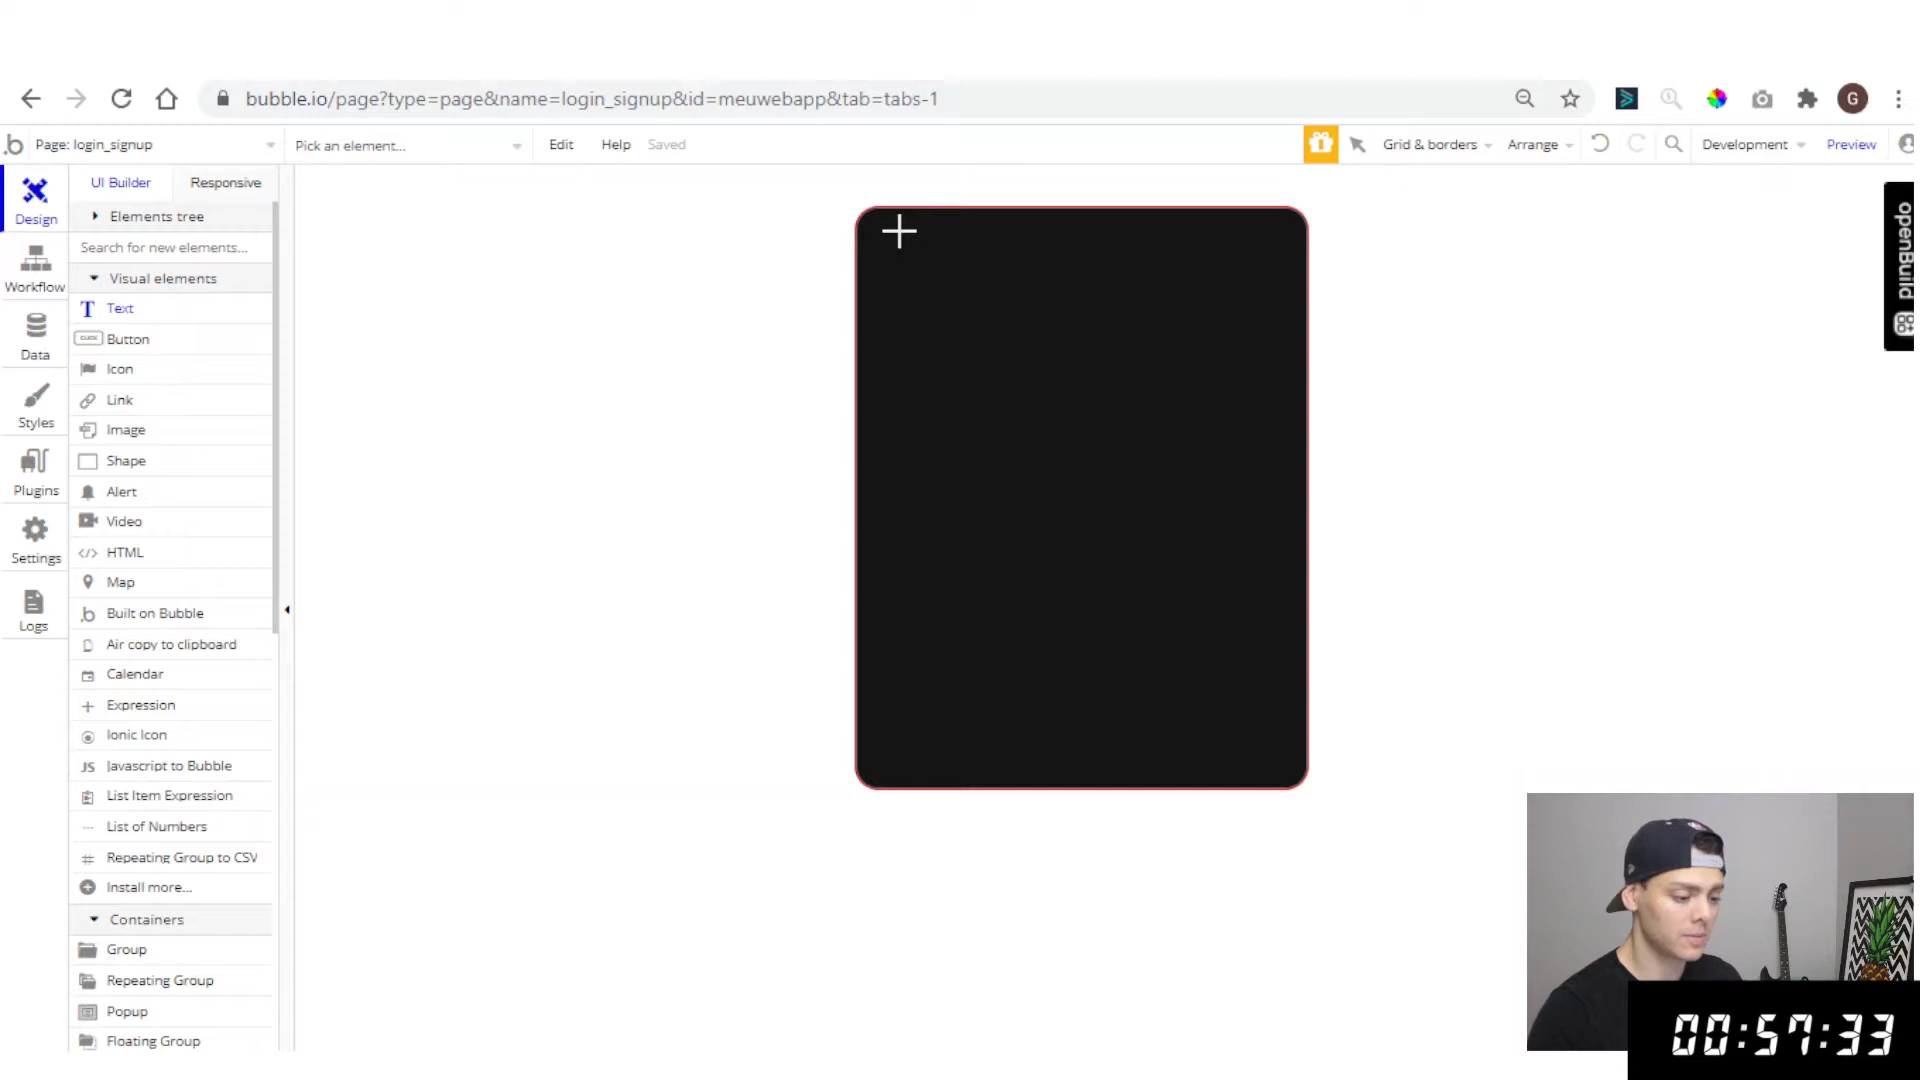 bubble.io/page?type=page&name=login_signup&id=meuwebapp&tab=tabs-1
G
b
Page: login_signup
Pick an element...
Edit
Help
Saved
Grid & borders
Arrange
Development
Preview
UI Builder
Responsive
Design
Workflow
Data
Styles
Plugins
Settings
Logs
Elements tree
Search for new elements...
Visual elements
T Text
CLICK Button
Icon
Link
Image
Shape
Alert
Video
</> HTML
Map
b Built on Bubble
Air copy to clipboard
Calendar
Expression
Ionic Icon
JS Javascript to Bubble
List Item Expression
List of Numbers
Repeating Group to CSV
Install more...
Containers
Group
Repeating Group
Popup
Floating Group
openBuild
00:57:33